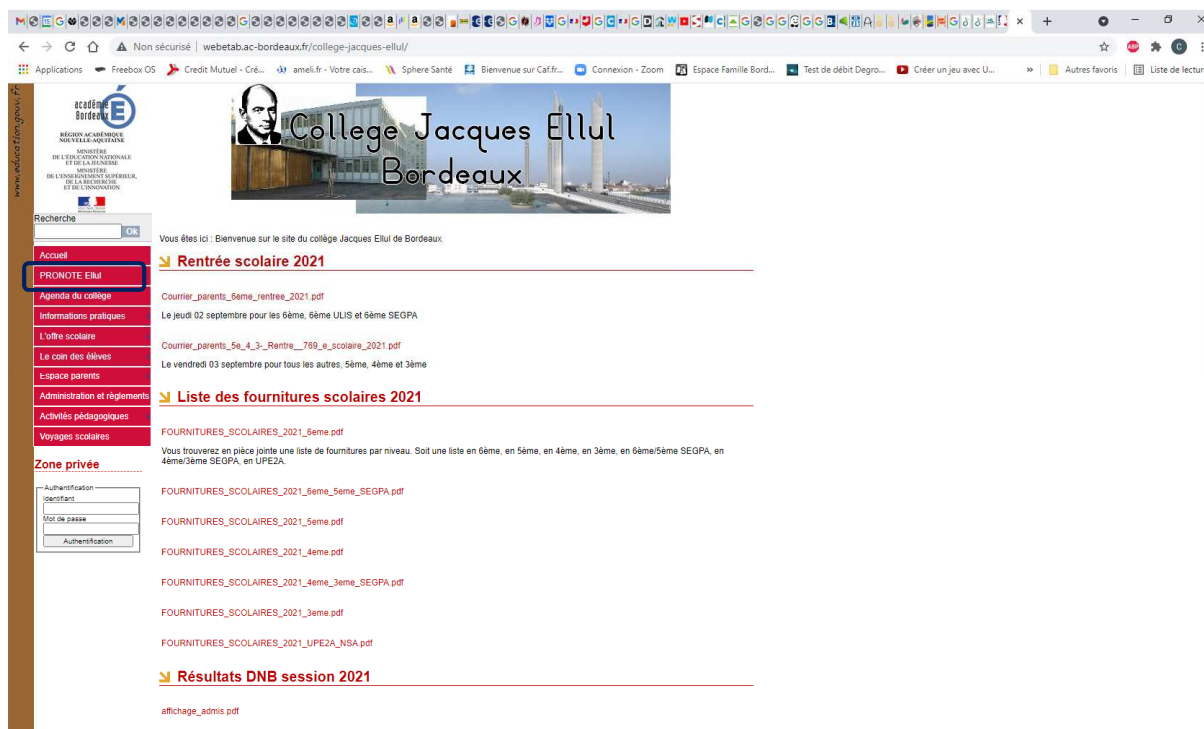 Non sécurisé | webetab.ac-bordeaux.fr/college-jacques-ellul/
Applications Freebox OS Credit Mutuel - Cré... ameli.fr - Votre cais... Sphere Santé Bienvenue sur Caf.fr... Connexion - Zoom Espace Famille Bord... Test de débit Degro... Créer un jeu avec U... » Autres favoris Liste de lectur
www.education.gouv.fr
académie
Bordeaux
RÉGION ACADÉMIQUE
NOUVELLE-AQUITAINE
MINISTÈRE
DE L'ÉDUCATION NATIONALE
ET DE LA JEUNESSE
MINISTÈRE
DE L'ENSEIGNEMENT SUPÉRIEUR,
DE LA RECHERCHE
ET DE L'INNOVATION
College Jacques Ellul
Bordeaux
Recherche
Ok
Accueil
PRONOTE Ellul
Agenda du collège
Informations pratiques
L'offre scolaire
Le coin des élèves
Espace parents
Administration et règlements
Activités pédagogiques
Voyages scolaires
Zone privée
Authentification
Identifiant
Mot de passe
Authentification
Vous êtes ici : Bienvenue sur le site du collège Jacques Ellul de Bordeaux
Rentrée scolaire 2021
Courrier_parents_6eme_rentree_2021.pdf
Le jeudi 02 septembre pour les 6ème, 6ème ULIS et 6ème SEGPA
Courrier_parents_5e_4_3-_Rentre__769_e_scolaire_2021.pdf
Le vendredi 03 septembre pour tous les autres, 5ème, 4ème et 3ème
Liste des fournitures scolaires 2021
FOURNITURES_SCOLAIRES_2021_6eme.pdf
Vous trouverez en pièce jointe une liste de fournitures par niveau. Soit une liste en 6ème, en 5ème, en 4ème, en 3ème, en 6ème/5ème SEGPA, en
4ème/3ème SEGPA, en UPE2A.
FOURNITURES_SCOLAIRES_2021_6eme_5eme_SEGPA.pdf
FOURNITURES_SCOLAIRES_2021_5eme.pdf
FOURNITURES_SCOLAIRES_2021_4eme.pdf
FOURNITURES_SCOLAIRES_2021_4eme_3eme_SEGPA.pdf
FOURNITURES_SCOLAIRES_2021_3eme.pdf
FOURNITURES_SCOLAIRES_2021_UPE2A_NSA.pdf
Résultats DNB session 2021
affichage_admis.pdf